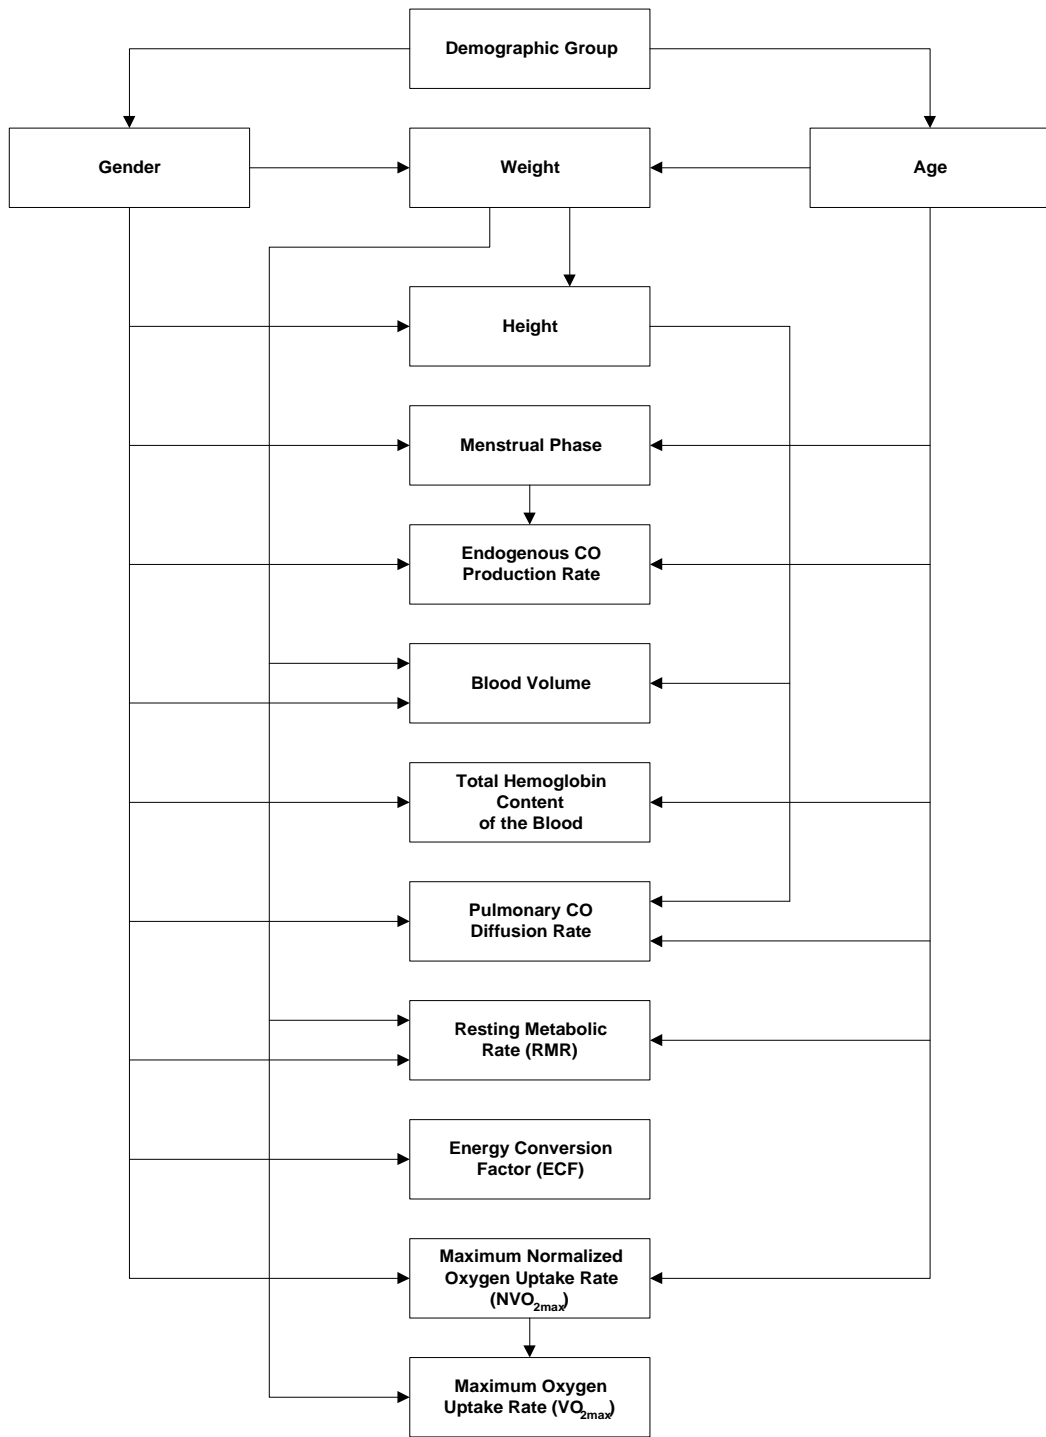 Demographic Group
Gender
Weight
Age
Height
Menstrual Phase
Endogenous CO
Production Rate
Blood Volume
Total Hemoglobin
Content
of the Blood
Pulmonary CO
Diffusion Rate
Resting Metabolic
Rate (RMR)
Energy Conversion
Factor (ECF)
Maximum Normalized
Oxygen Uptake Rate
(NVO2max)
Maximum Oxygen
Uptake Rate (VO2max)